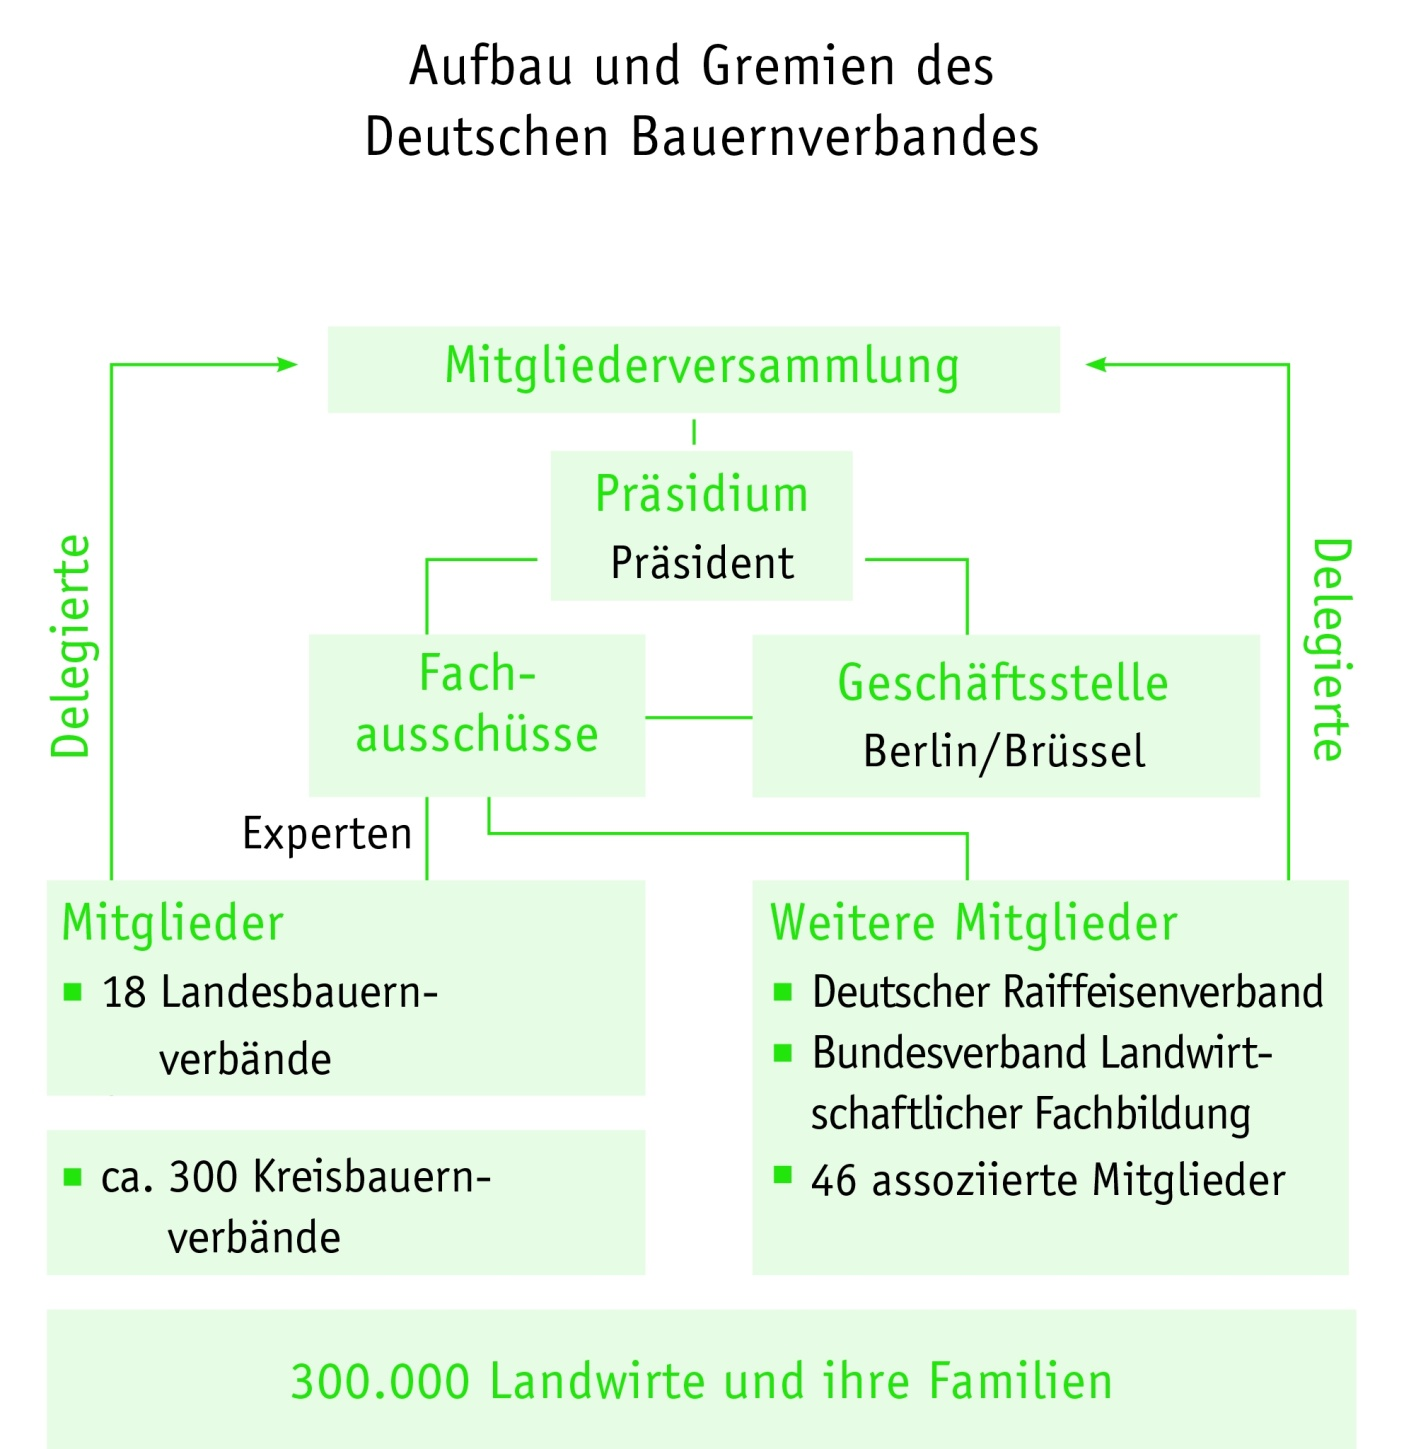 Aufbau und Gremien des
Deutschen Bauernverbandes
Mitgliederversammlung
Präsidium
Präsident
Delegierte
Delegierte
Fach-
ausschüsse
Geschäftsstelle
Berlin/Brüssel
Experten
Mitglieder
18 Landesbauern-
verbände
ca. 300 Kreisbauern-
verbände
Weitere Mitglieder
Deutscher Raiffeisenverband
Bundesverband Landwirt-
schaftlicher Fachbildung
46 assoziierte Mitglieder
300.000 Landwirte und ihre Familien